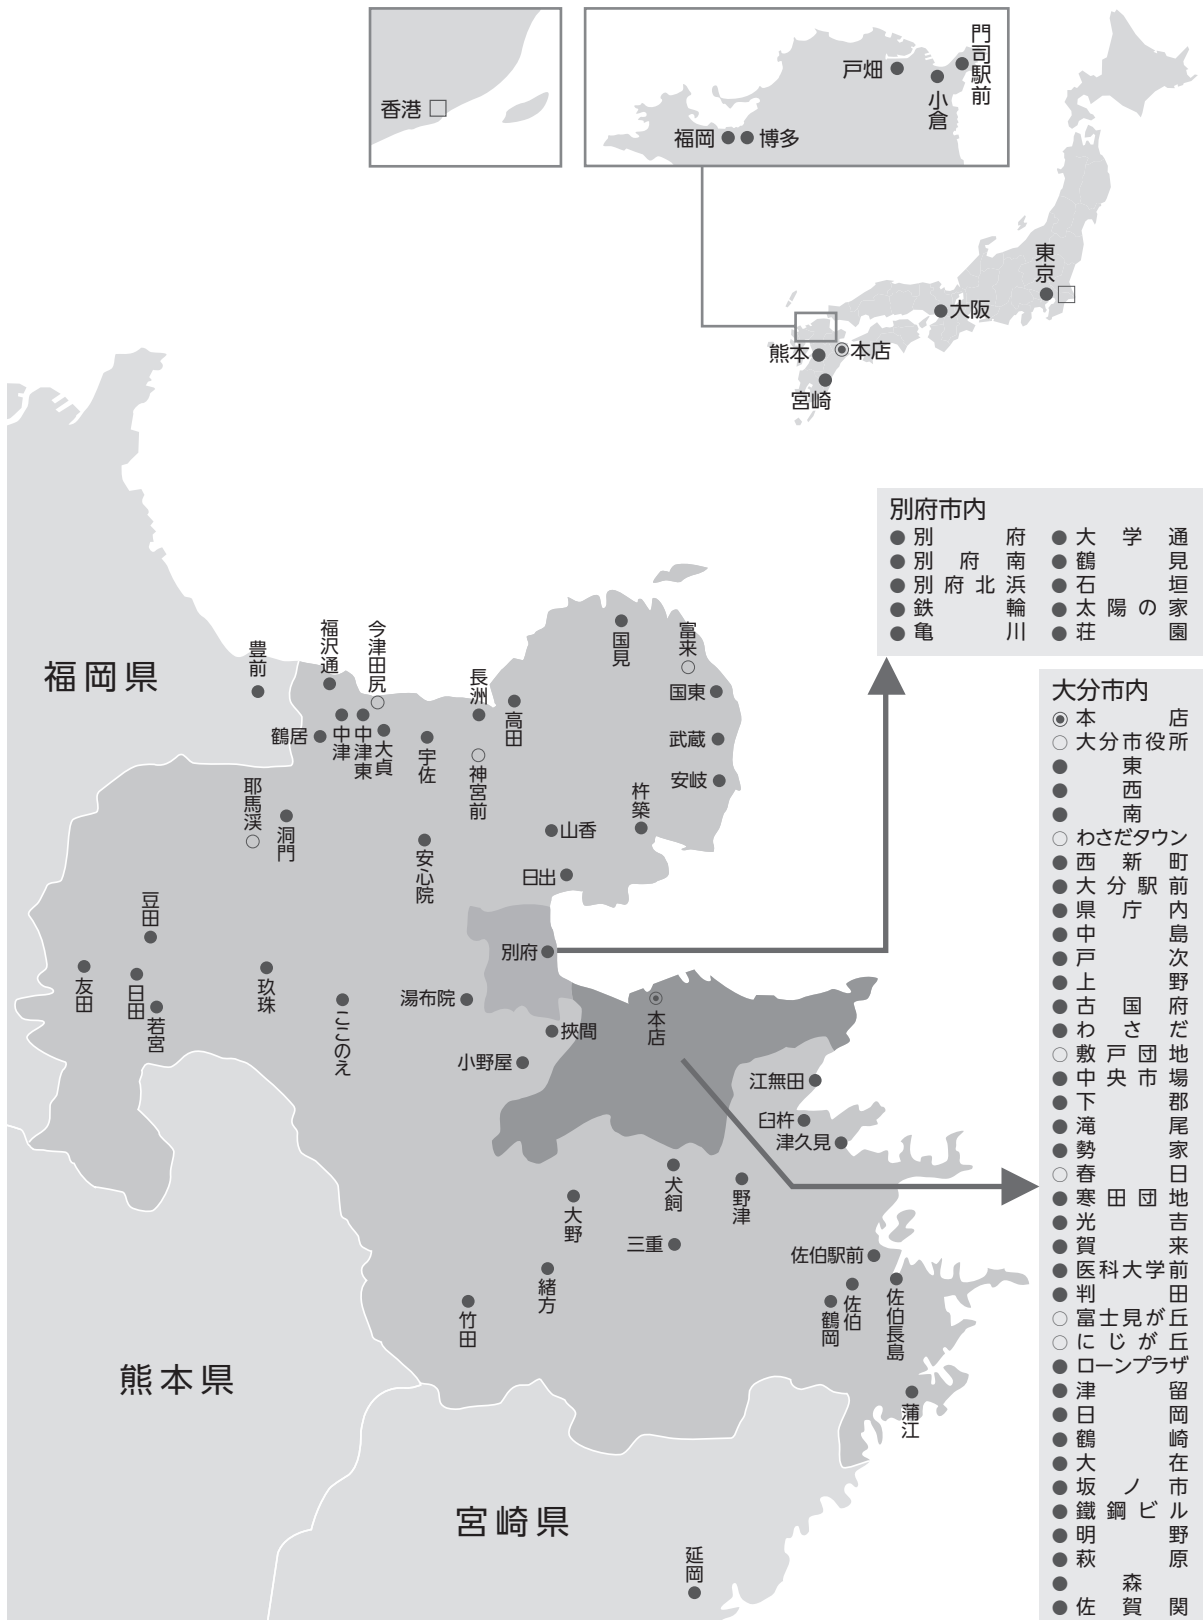 香港 □
戸畑 ●
● 門司駅前
● 小倉
福岡 ● ● 博多
東京 ● □
● 大阪
熊本 ●
◉ 本店
● 宮崎
別府市内
● 別府
● 別府南
● 別府北浜
● 鉄輪
● 亀川
● 大学通
● 鶴見
● 石垣
● 太陽の家
● 荘園
大分市内
◉ 本店
○ 大分市役所
● 東
● 西
● 南
○ わさだタウン
● 西新町
● 大分駅前
● 県庁内
● 中島
● 戸次
● 上野
● 古国府
● わさだ
○ 敷戸団地
● 中央市場
● 下郡
● 滝尾
● 勢家
○ 春日
● 寒田団地
● 光吉
● 賀来
● 医科大学前
● 判田
○ 富士見が丘
○ にじが丘
● ローンプラザ
● 津留
● 日岡
● 鶴崎
● 大在
● 坂ノ市
● 鐵鋼ビル
● 明野
● 萩原
● 森
● 佐賀関
福岡県
豊前 ●
福沢通 ●
今津田尻 ○
長洲 ●
● 高田
● 国見
富来 ○
国東 ●
鶴居 ●
● 中津
● 中津東
● 大貞
● 宇佐
○ 神宮前
武蔵 ●
安岐 ●
耶馬渓 ○
● 洞門
● 安心院
● 山香
杵築 ●
日出 ●
豆田 ●
● 友田
● 日田
● 若宮
● 玖珠
● ここのえ
別府 ●
湯布院 ●
● 挾間
小野屋 ●
◉ 本店
江無田 ●
臼杵 ●
津久見 ●
● 犬飼
● 野津
● 大野
三重 ●
● 緒方
● 竹田
佐伯駅前 ●
● 鶴岡
● 佐伯
● 佐伯長島
● 蒲江
熊本県
宮崎県
延岡 ●